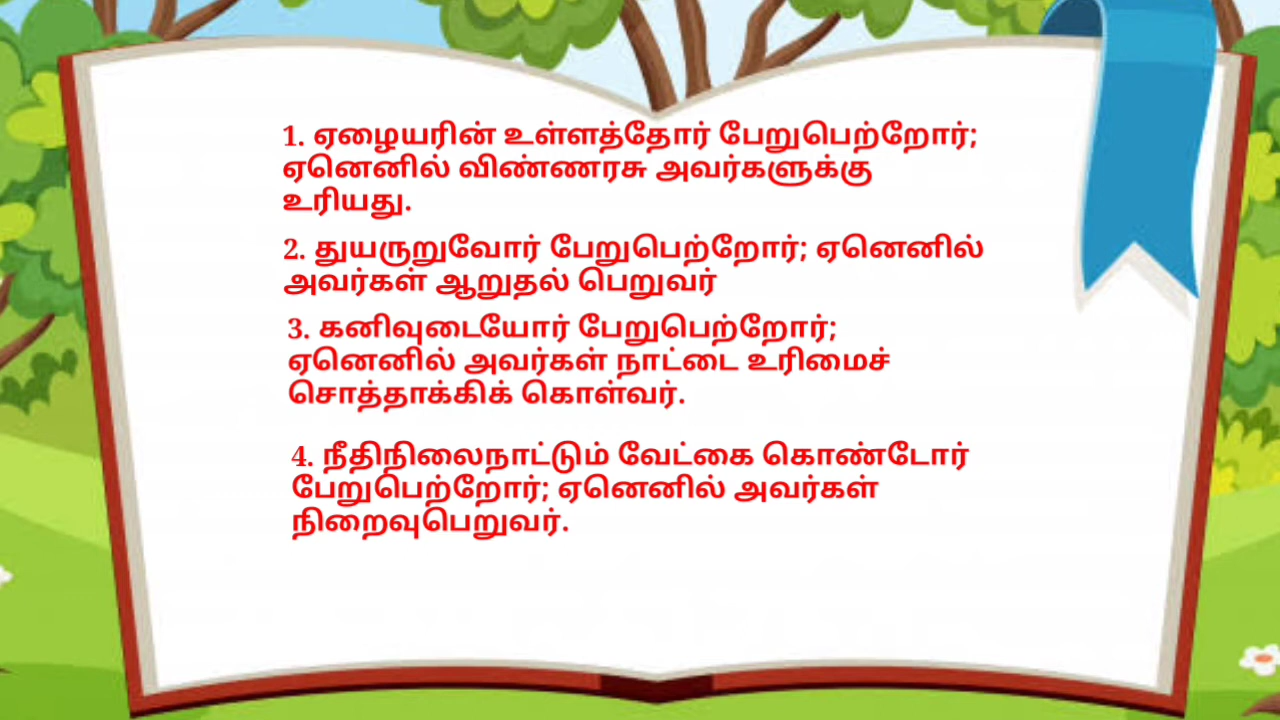 1. ஏழையரின் உள்ளத்தோர் பேறுபெற்றோர்;
ஏனெனில் விண்ணரசு அவர்களுக்கு
உரியது.
2. துயருறுவோர் பேறுபெற்றோர்; ஏனெனில்
அவர்கள் ஆறுதல் பெறுவர்
3. கனிவுடையோர் பேறுபெற்றோர்;
ஏனெனில் அவர்கள் நாட்டை உரிமைச்
சொத்தாக்கிக் கொள்வர்.
4. நீதிநிலைநாட்டும் வேட்கை கொண்டோர்
பேறுபெற்றோர்; ஏனெனில் அவர்கள்
நிறைவுபெறுவர்.